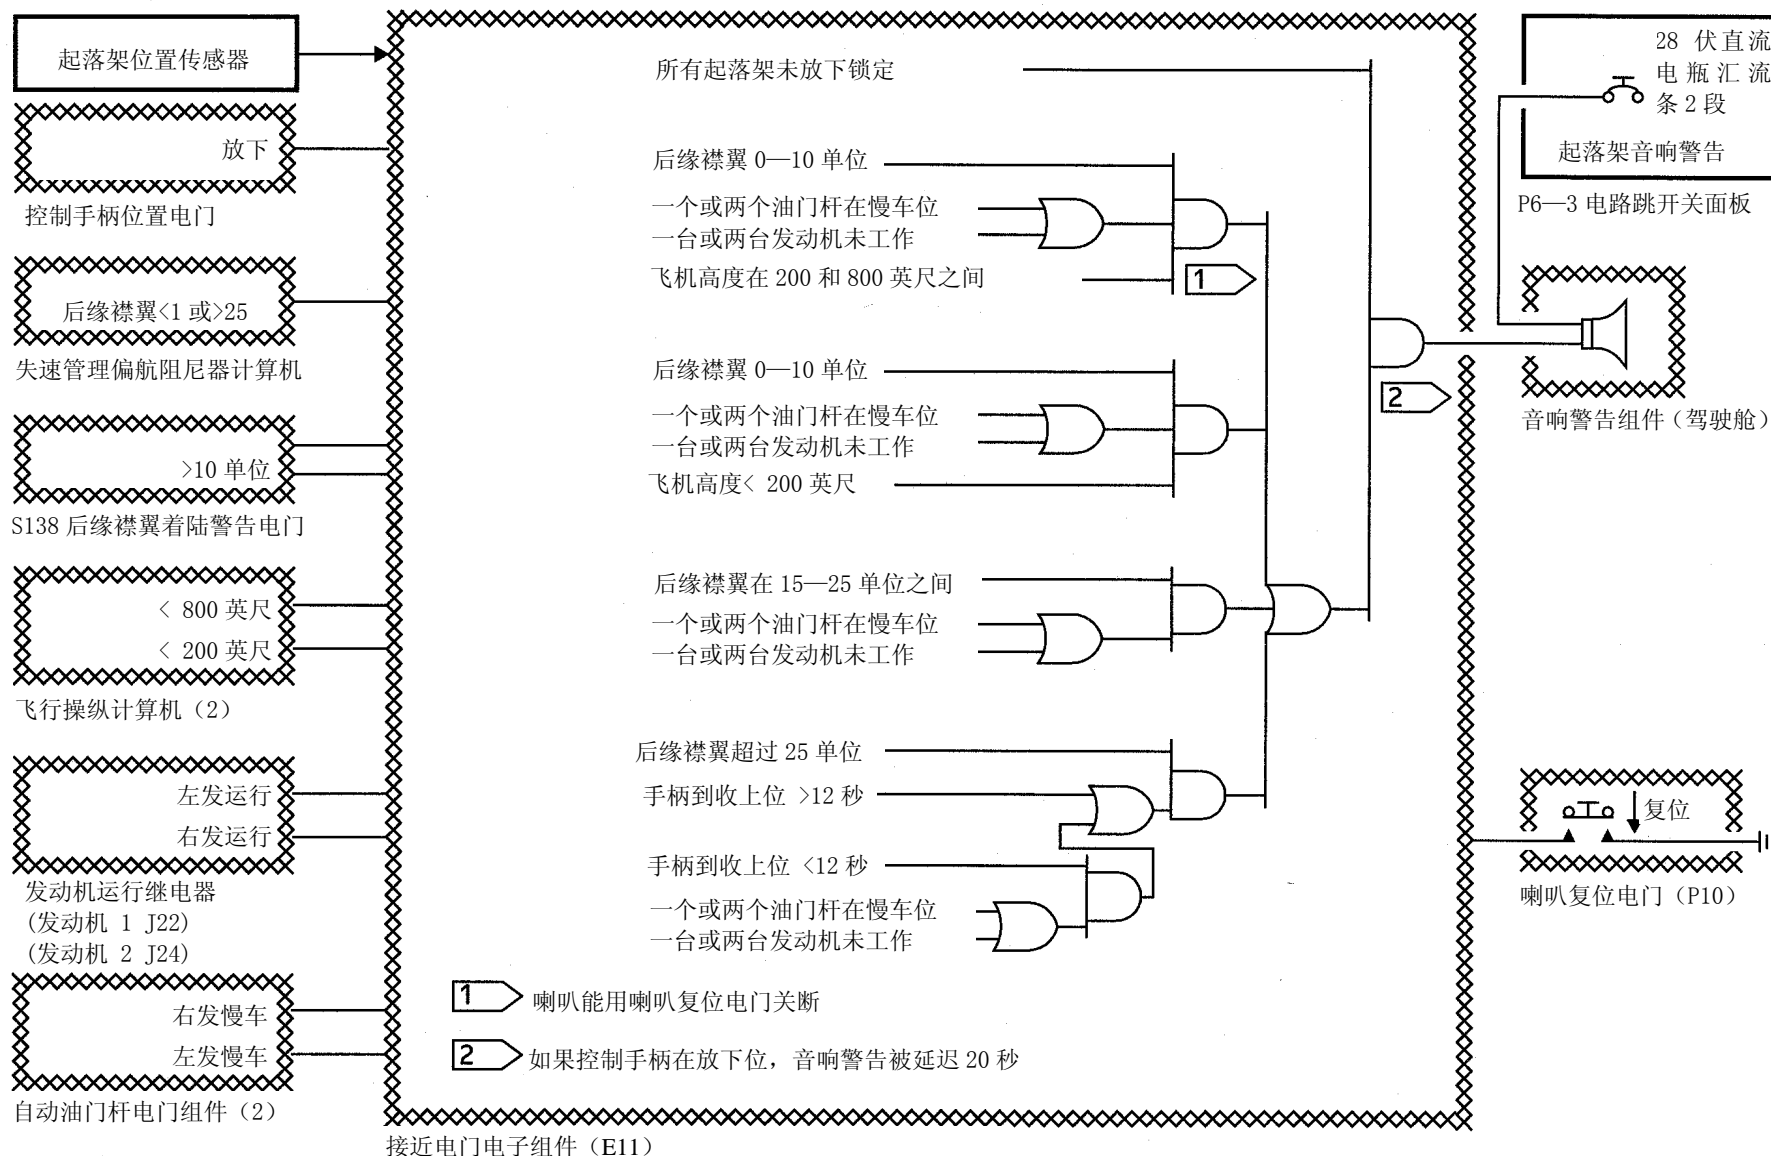 起落架位置传感器
放下
控制手柄位置电门
后缘襟翼<1 或>25
失速管理偏航阻尼器计算机
>10 单位
S138 后缘襟翼着陆警告电门
< 800 英尺
< 200 英尺
飞行操纵计算机（2）
左发运行
右发运行
发动机运行继电器
(发动机 1 J22)
(发动机 2 J24)
右发慢车
左发慢车
自动油门杆电门组件（2）
所有起落架未放下锁定
后缘襟翼 0—10 单位
一个或两个油门杆在慢车位
一台或两台发动机未工作
飞机高度在 200 和 800 英尺之间
1
后缘襟翼 0—10 单位
一个或两个油门杆在慢车位
一台或两台发动机未工作
飞机高度< 200 英尺
2
后缘襟翼在 15—25 单位之间
一个或两个油门杆在慢车位
一台或两台发动机未工作
后缘襟翼超过 25 单位
手柄到收上位 >12 秒
手柄到收上位 <12 秒
一个或两个油门杆在慢车位
一台或两台发动机未工作
1 喇叭能用喇叭复位电门关断
2 如果控制手柄在放下位，音响警告被延迟 20 秒
接近电门电子组件（E11）
28 伏直流
电瓶汇流
条 2 段
起落架音响警告
P6—3 电路跳开关面板
音响警告组件（驾驶舱）
复位
喇叭复位电门（P10）